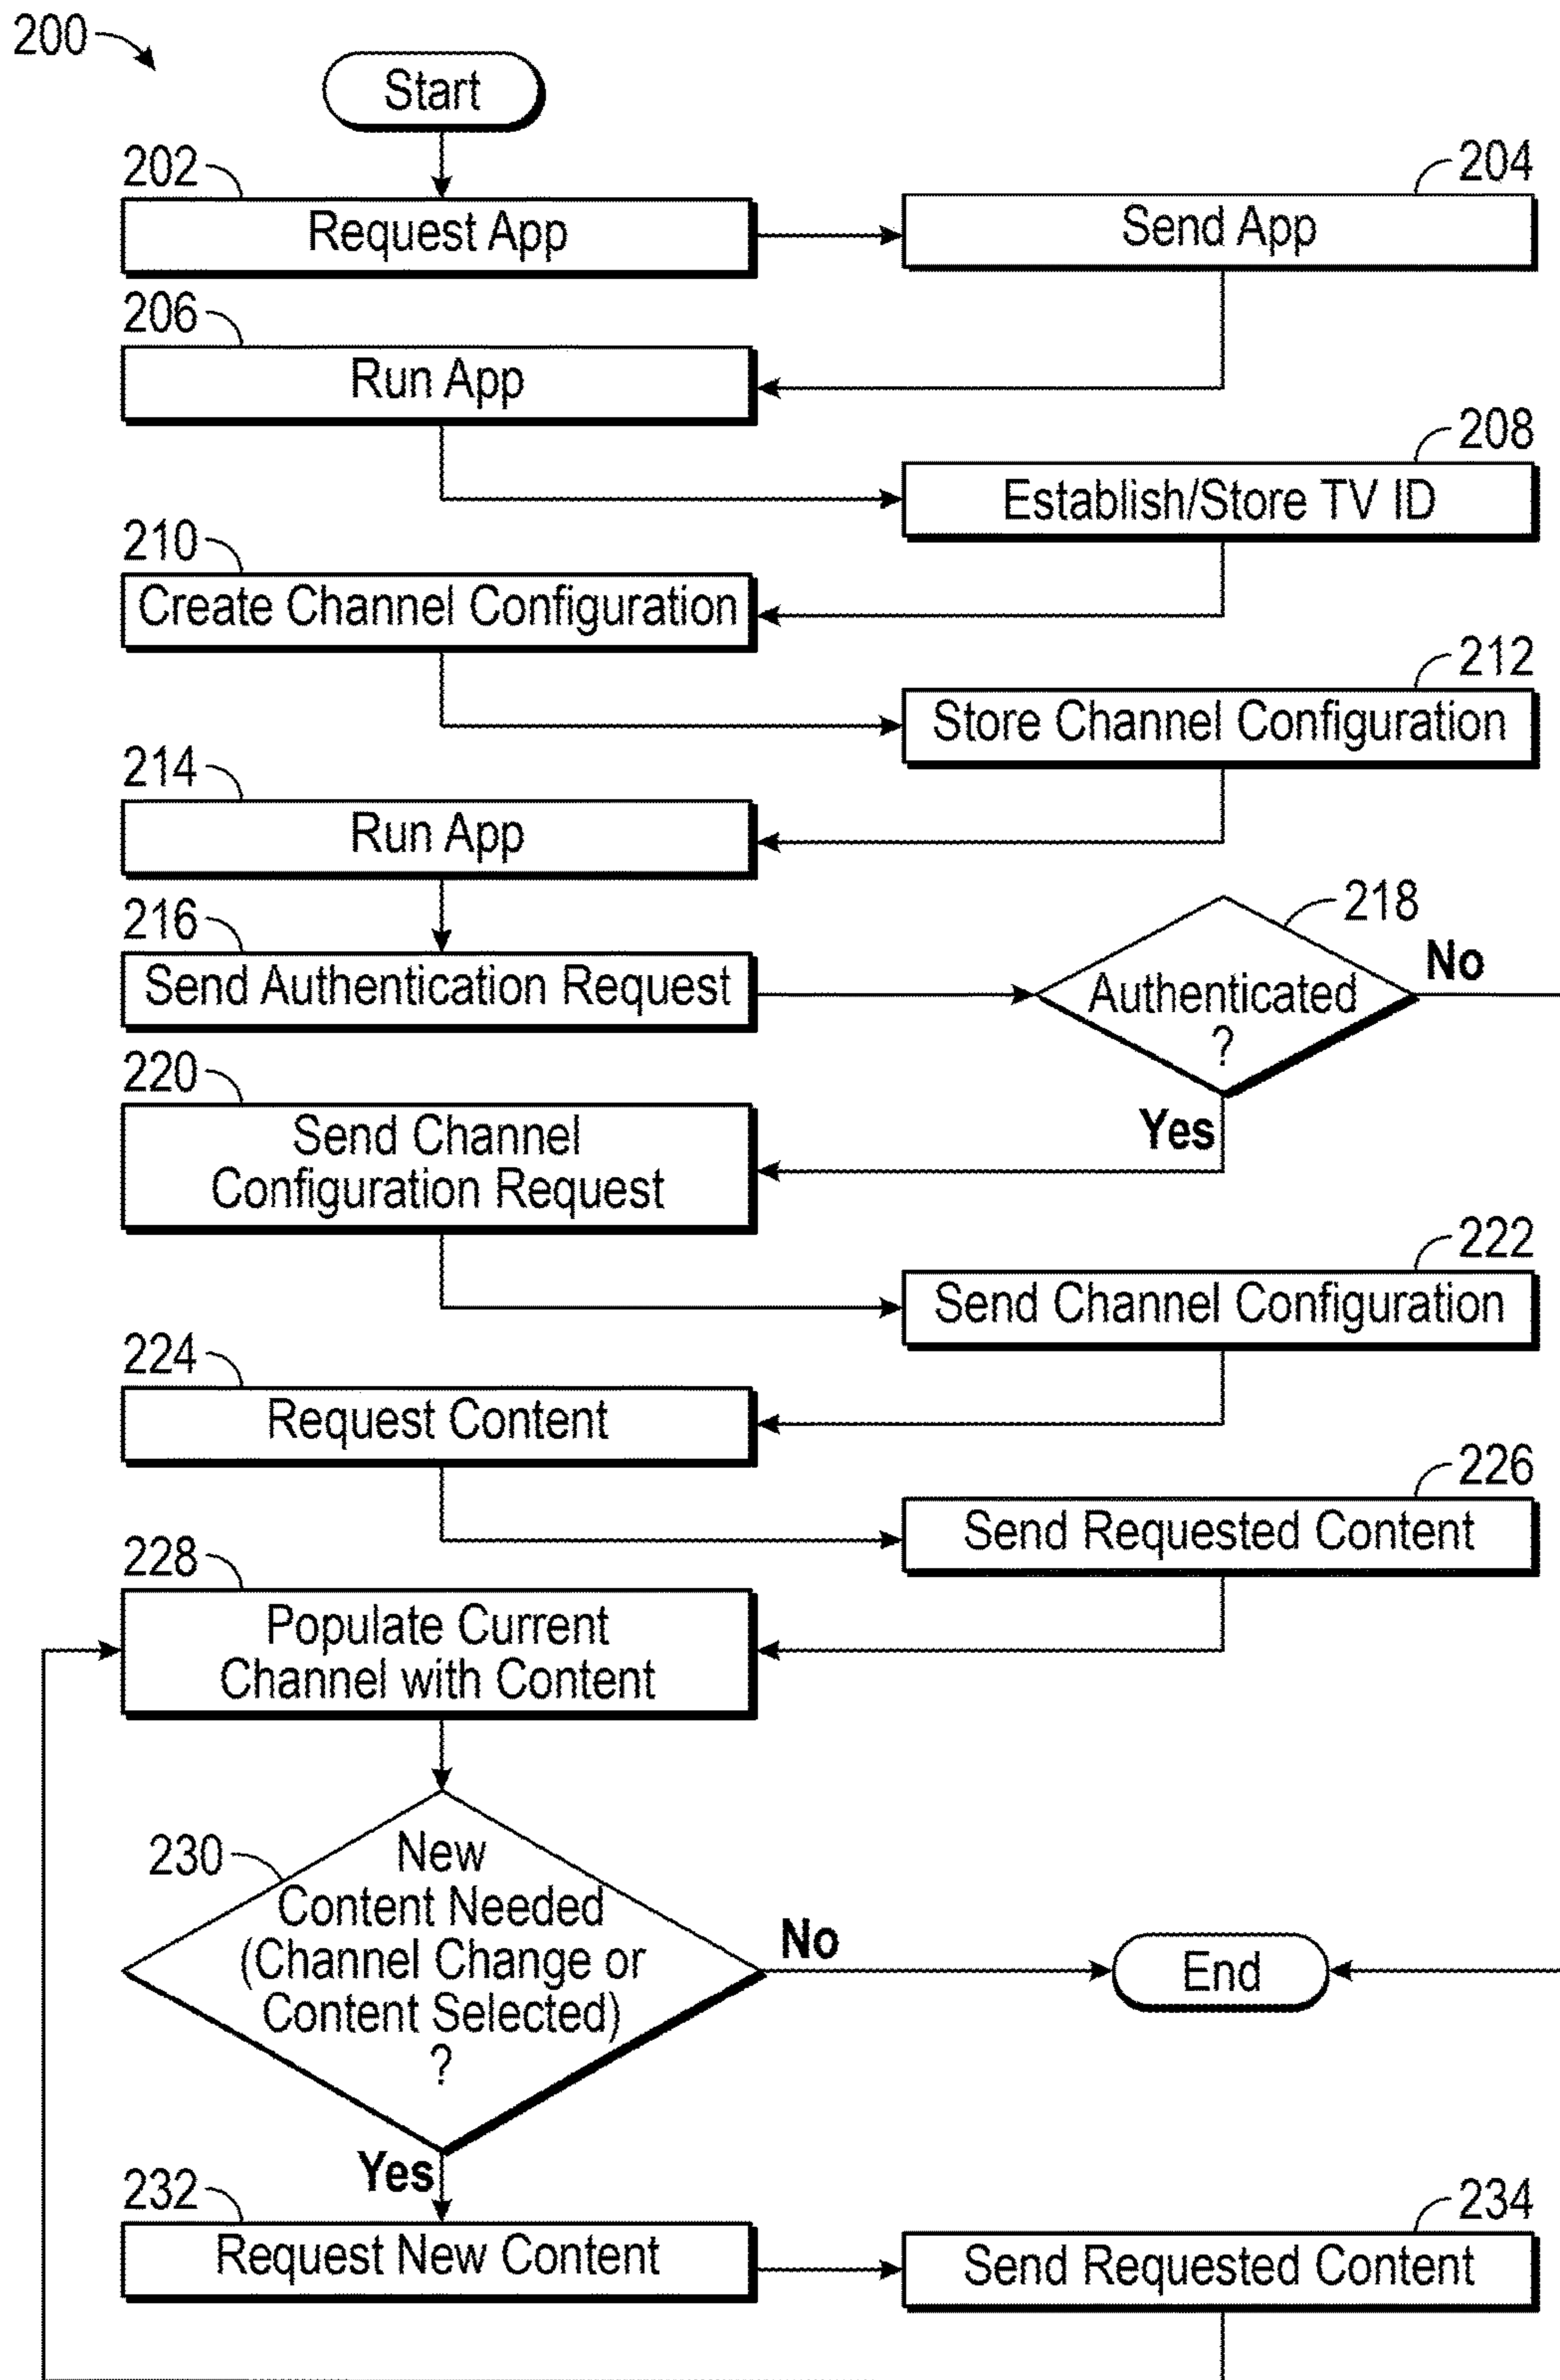 200
Start
202
Request App
204
Send App
206
Run App
208
Establish/Store TV ID
210
Create Channel Configuration
212
Store Channel Configuration
214
Run App
216
Send Authentication Request
218
Authenticated
?
No
Yes
220
Send Channel
Configuration Request
222
Send Channel Configuration
224
Request Content
226
Send Requested Content
228
Populate Current
Channel with Content
230
New
Content Needed
(Channel Change or
Content Selected)
?
No
End
Yes
232
Request New Content
234
Send Requested Content